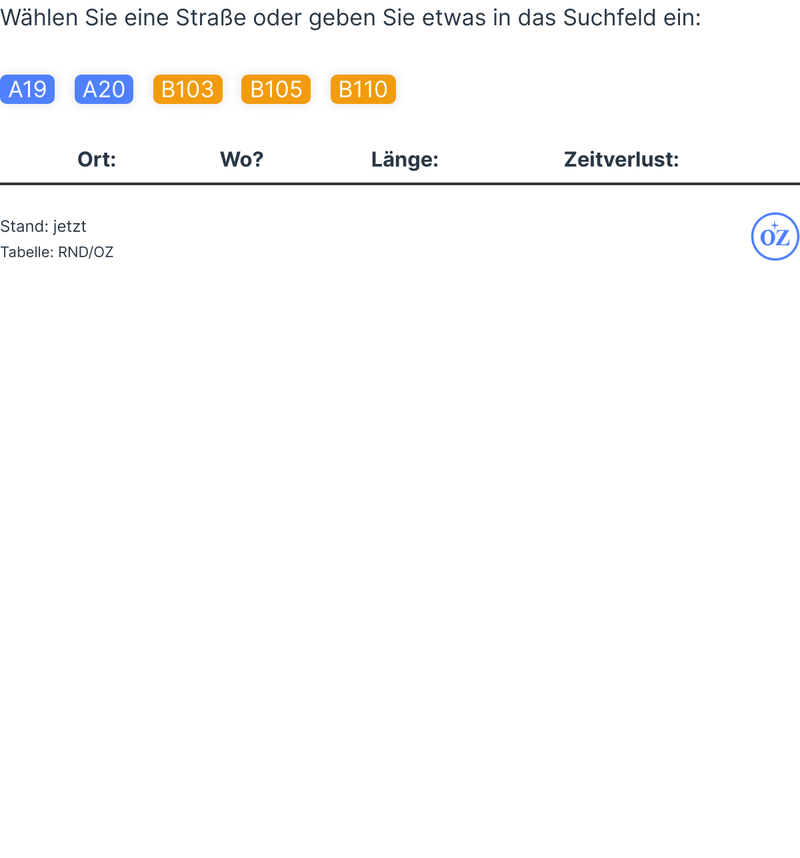 Wählen Sie eine Straße oder geben Sie etwas in das Suchfeld ein:
A19 A20 B103 B105 B110
Ort: Wo? Länge: Zeitverlust:
Stand: jetzt
Tabelle: RND/OZ
OZ